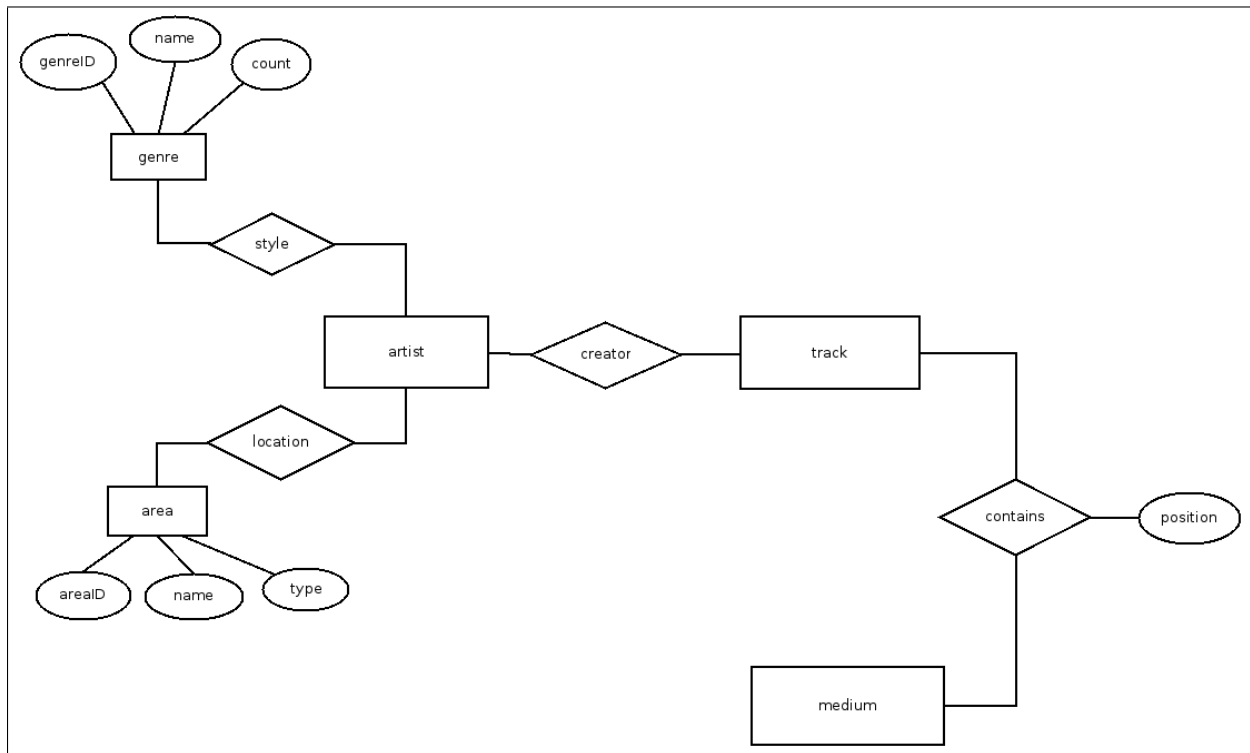 name
genreID
count
genre
style
artist
creator
track
location
area
contains
position
areaID
name
type
medium